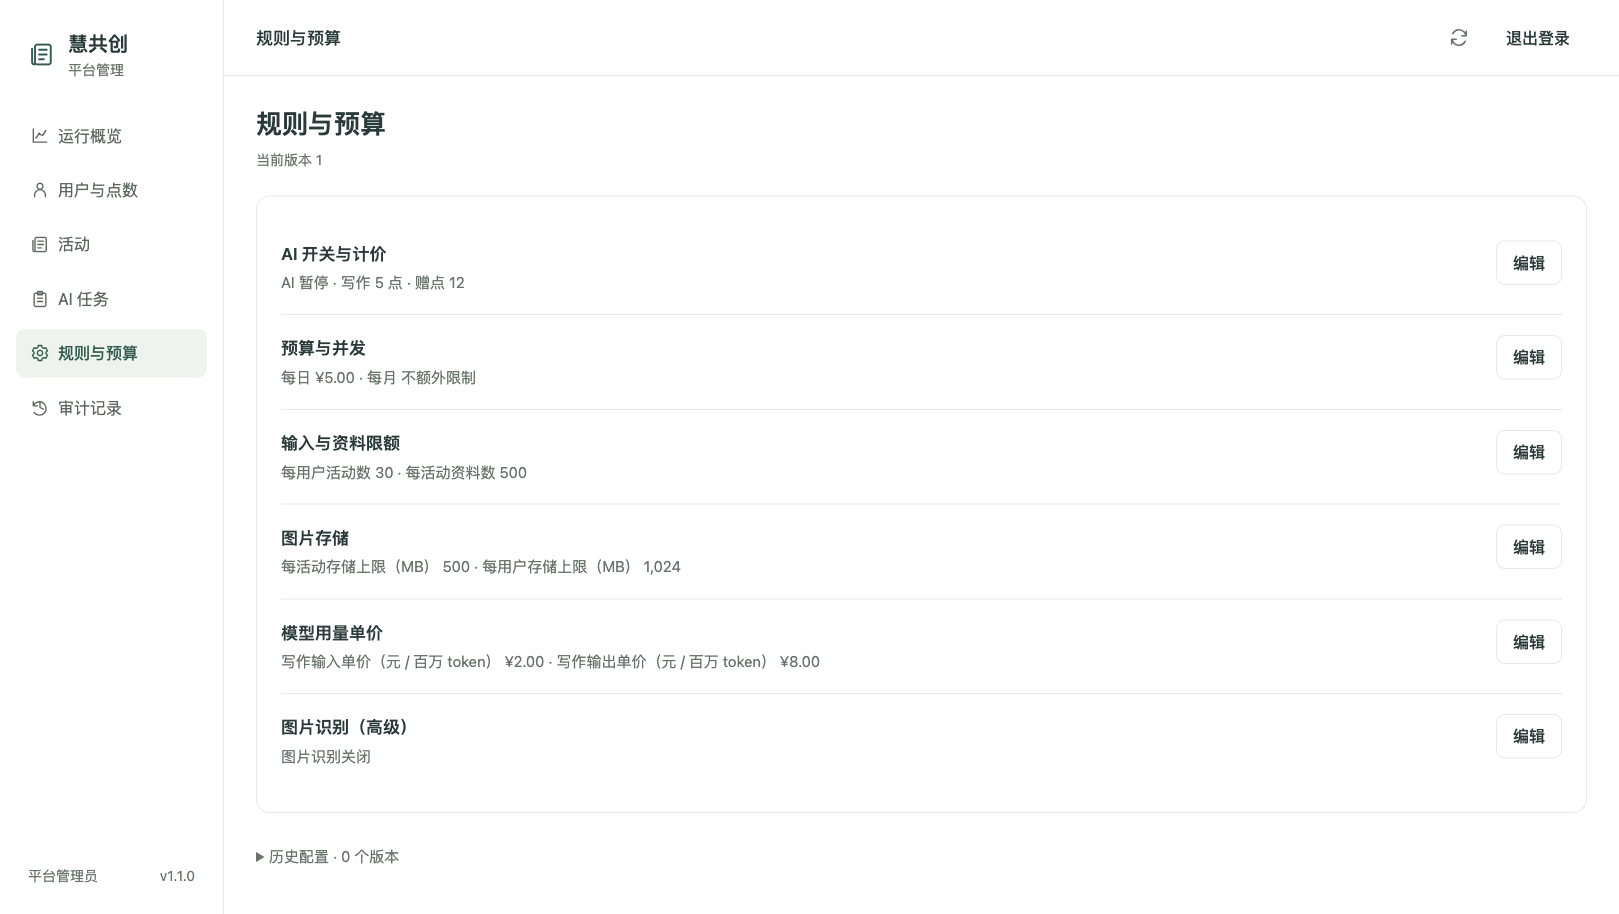 慧共创
平台管理
运行概览
用户与点数
活动
AI 任务
规则与预算
审计记录
平台管理员
v1.1.0
规则与预算
退出登录
规则与预算
当前版本 1
AI 开关与计价
AI 暂停 · 写作 5 点 · 赠点 12
编辑
预算与并发
每日 ¥5.00 · 每月 不额外限制
编辑
输入与资料限额
每用户活动数 30 · 每活动资料数 500
编辑
图片存储
每活动存储上限（MB） 500 · 每用户存储上限（MB） 1,024
编辑
模型用量单价
写作输入单价（元 / 百万 token） ¥2.00 · 写作输出单价（元 / 百万 token） ¥8.00
编辑
图片识别（高级）
图片识别关闭
编辑
历史配置 · 0 个版本